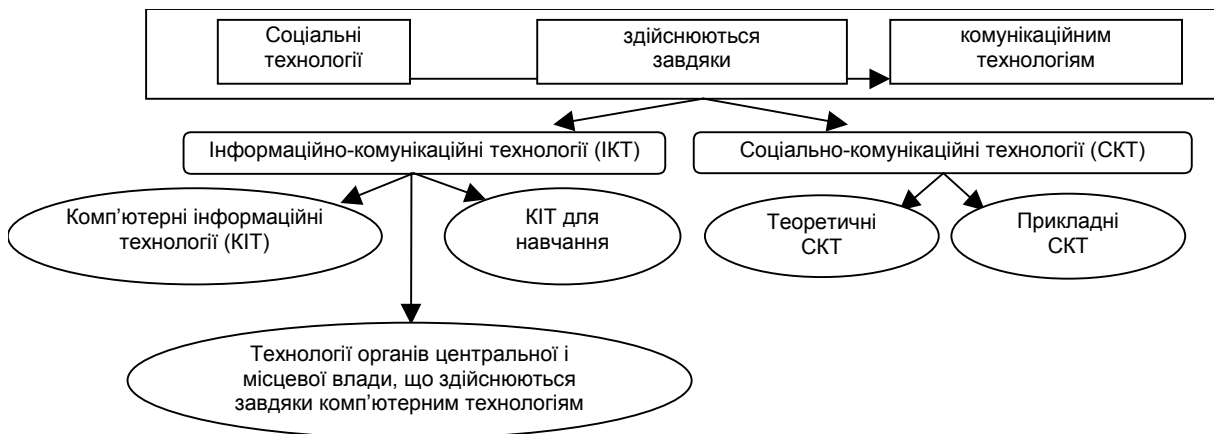 Соціальні
технології
здійснюються
завдяки
комунікаційним
технологіям
Інформаційно-комунікаційні технології (ІКТ)
Соціально-комунікаційні технології (СКТ)
Комп’ютерні інформаційні
технології (КІТ)
КІТ для
навчання
Теоретичні
СКТ
Прикладні
СКТ
Технології органів центральної і
місцевої влади, що здійснюються
завдяки комп’ютерним технологіям